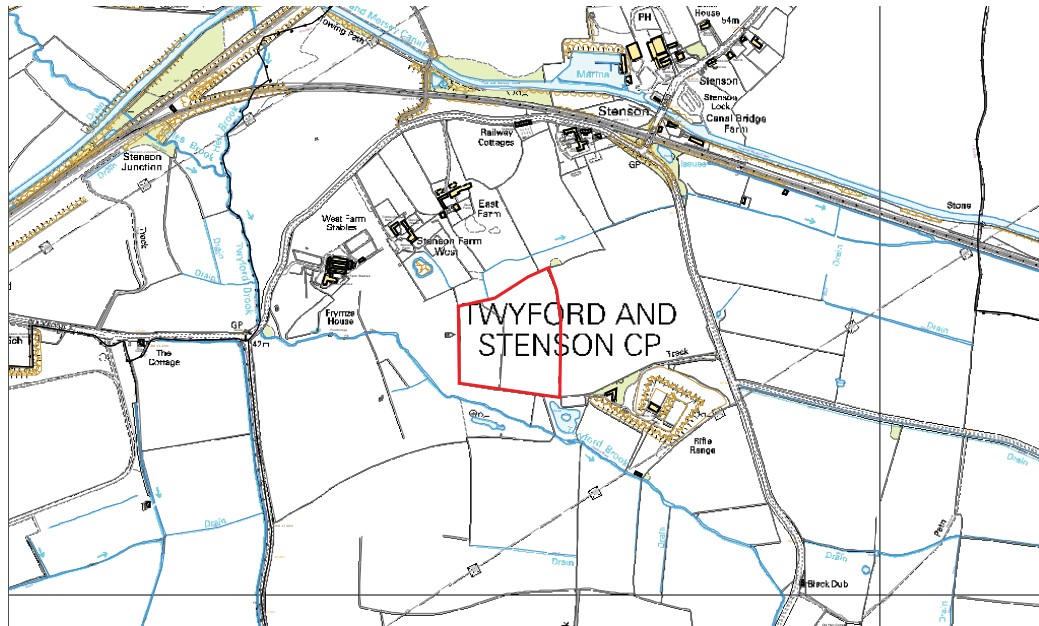 PH
House
54m
and Mersey Canal
Towing Path
Marina
Stenson
Stenson
Lock
Canal Bridge
Farm
Stenson
Drain
Hell Brook
Brook
Stenson
Junction
Drain
Railway
Cottages
GP
Issues
East
Farm
West Farm
Stables
Stenson Farm
West
Stone
Track
Drain
Drain
Twyford Brook
Drain
Drain
Frymze
House
TWYFORD AND
STENSON CP
GP
42m
The
Cottage
Track
Twyford Brook
Rifle
Range
Drain
Drain
Drain
Drain
Path
Drain
Black Dub
Drain